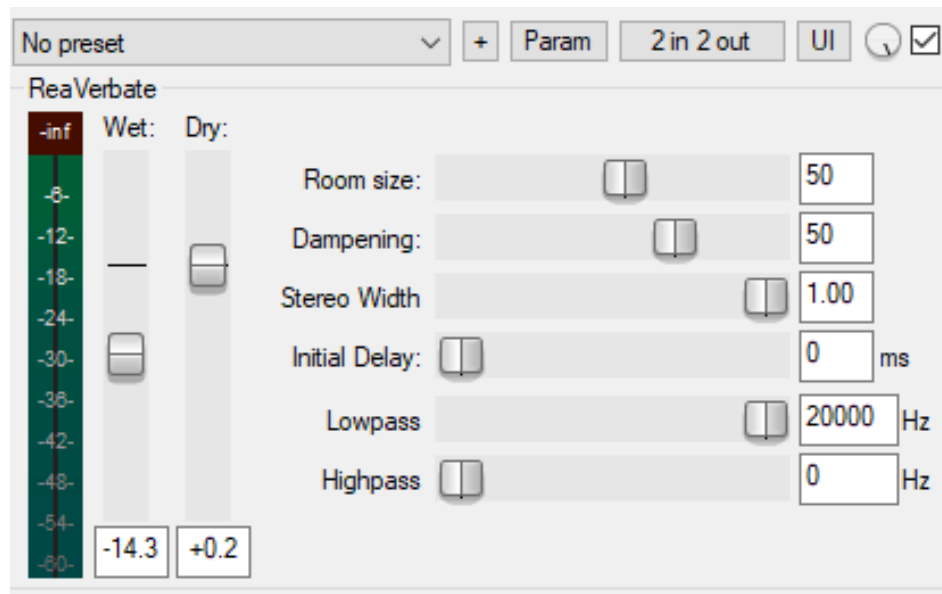 No preset + Param 2 in 2 out UI
ReaVerbate
-inf Wet: Dry:
-6-
-12-
-18-
-24-
-30-
-36-
-42-
-48-
-54-
-60-
Room size: 50
Dampening: 50
Stereo Width 1.00
Initial Delay: 0 ms
Lowpass 20000 Hz
Highpass 0 Hz
-14.3 +0.2